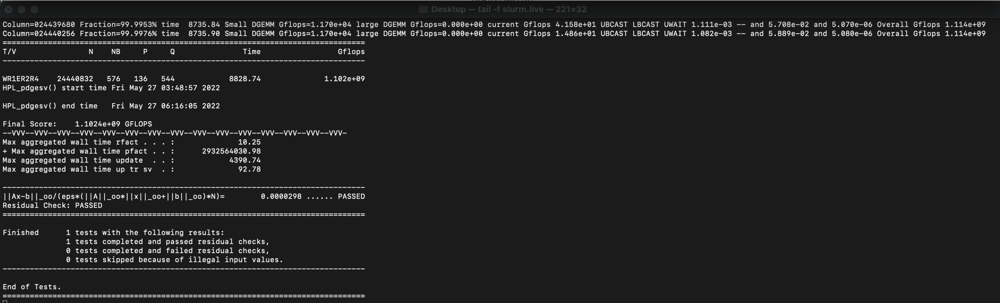 Desktop — tail -f slurm.live — 221×32
Column=024439680 Fraction=99.9953% time  8735.84 Small DGEMM Gflops=1.170e+04 large DGEMM Gflops=0.000e+00 current Gflops 4.158e+01 UBCAST LBCAST UWAIT 1.111e-03 -- and 5.708e-02 and 5.070e-06 Overall Gflops 1.114e+09
Column=024440256 Fraction=99.9976% time  8735.90 Small DGEMM Gflops=1.170e+04 large DGEMM Gflops=0.000e+00 current Gflops 1.486e+01 UBCAST LBCAST UWAIT 1.082e-03 -- and 5.889e-02 and 5.080e-06 Overall Gflops 1.114e+09
================================================================================
T/V                N    NB     P     Q               Time                 Gflops
--------------------------------------------------------------------------------
WR1ER2R4    24440832   576   136   544            8828.74              1.102e+09
HPL_pdgesv() start time Fri May 27 03:48:57 2022
HPL_pdgesv() end time   Fri May 27 06:16:05 2022
Final Score:    1.1024e+09 GFLOPS
--VVV--VVV--VVV--VVV--VVV--VVV--VVV--VVV--VVV--VVV--VVV--VVV--VVV--VVV--VVV-
Max aggregated wall time rfact . . . :              10.25
+ Max aggregated wall time pfact . . :      2932564030.98
Max aggregated wall time update  . . :            4390.74
Max aggregated wall time up tr sv  . :              92.78
--------------------------------------------------------------------------------
||Ax-b||_oo/(eps*(||A||_oo*||x||_oo+||b||_oo)*N)=        0.0000298 ...... PASSED
Residual Check: PASSED
================================================================================
Finished      1 tests with the following results:
              1 tests completed and passed residual checks,
              0 tests completed and failed residual checks,
              0 tests skipped because of illegal input values.
--------------------------------------------------------------------------------
End of Tests.
================================================================================